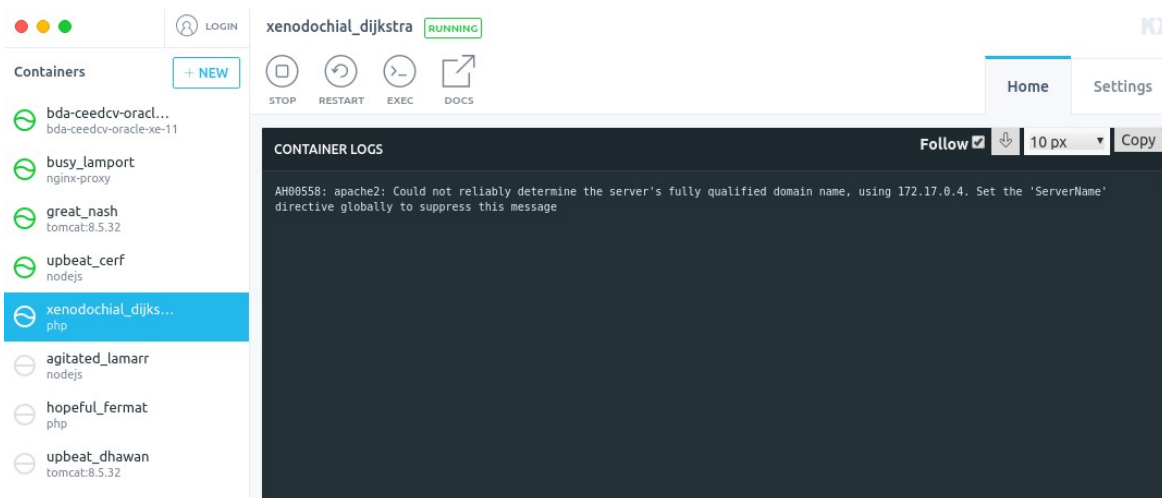 LOGIN
Containers
+ NEW
bda-ceedcv-oracl...
bda-ceedcv-oracle-xe-11
busy_lamport
nginx-proxy
great_nash
tomcat:8.5.32
upbeat_cerf
nodejs
xenodochial_dijks...
php
agitated_lamarr
nodejs
hopeful_fermat
php
upbeat_dhawan
tomcat:8.5.32
xenodochial_dijkstra RUNNING
STOP RESTART EXEC DOCS
Home Settings
CONTAINER LOGS Follow 10 px Copy
AH00558: apache2: Could not reliably determine the server's fully qualified domain name, using 172.17.0.4. Set the 'ServerName'
directive globally to suppress this message